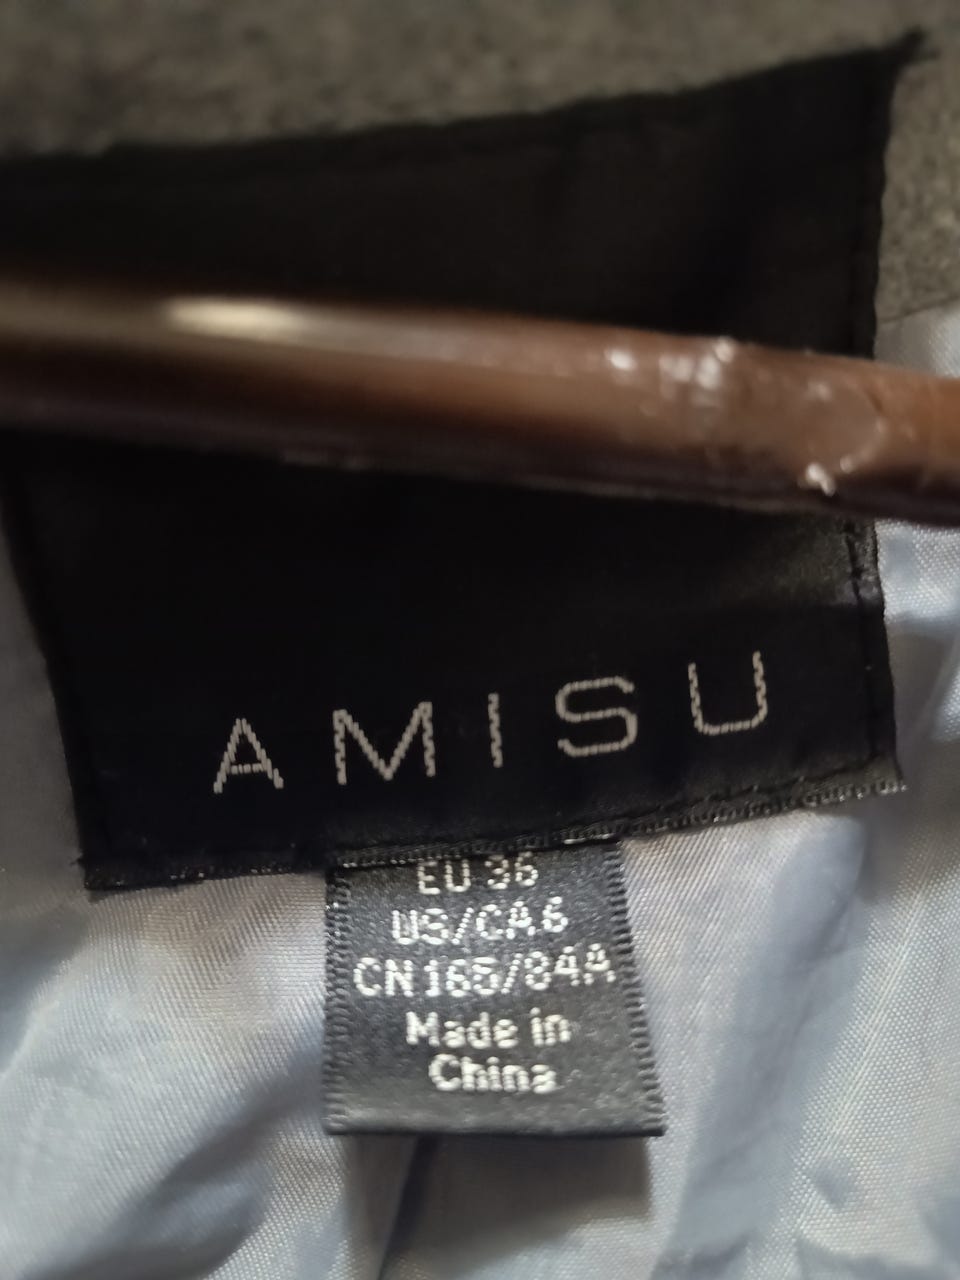 AMISU
EU 36
US/CA 6
CN 165/84A
Made in
China